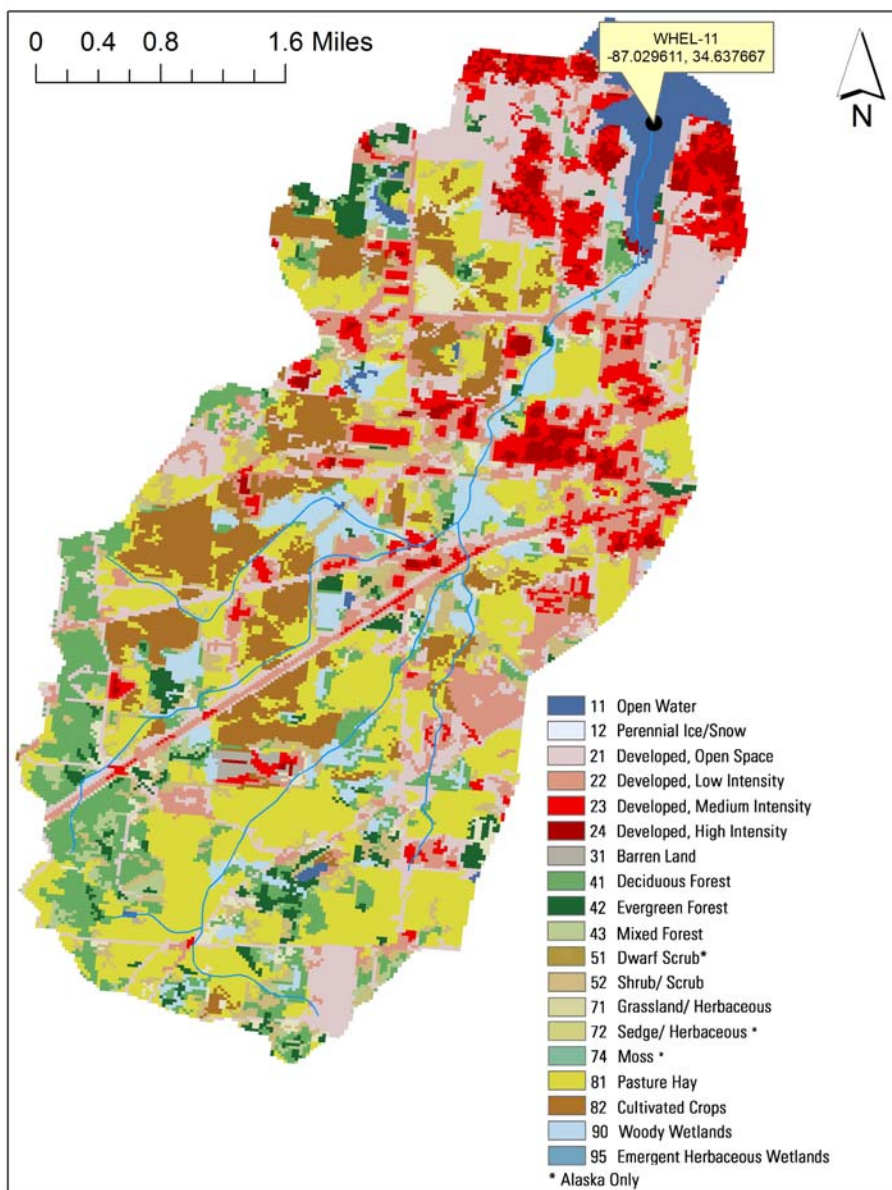 0 0.4 0.8 1.6 Miles
WHEL-11
-87.029611, 34.637667
N
11 Open Water
12 Perennial Ice/Snow
21 Developed, Open Space
22 Developed, Low Intensity
23 Developed, Medium Intensity
24 Developed, High Intensity
31 Barren Land
41 Deciduous Forest
42 Evergreen Forest
43 Mixed Forest
51 Dwarf Scrub*
52 Shrub/ Scrub
71 Grassland/ Herbaceous
72 Sedge/ Herbaceous *
74 Moss *
81 Pasture Hay
82 Cultivated Crops
90 Woody Wetlands
95 Emergent Herbaceous Wetlands
* Alaska Only